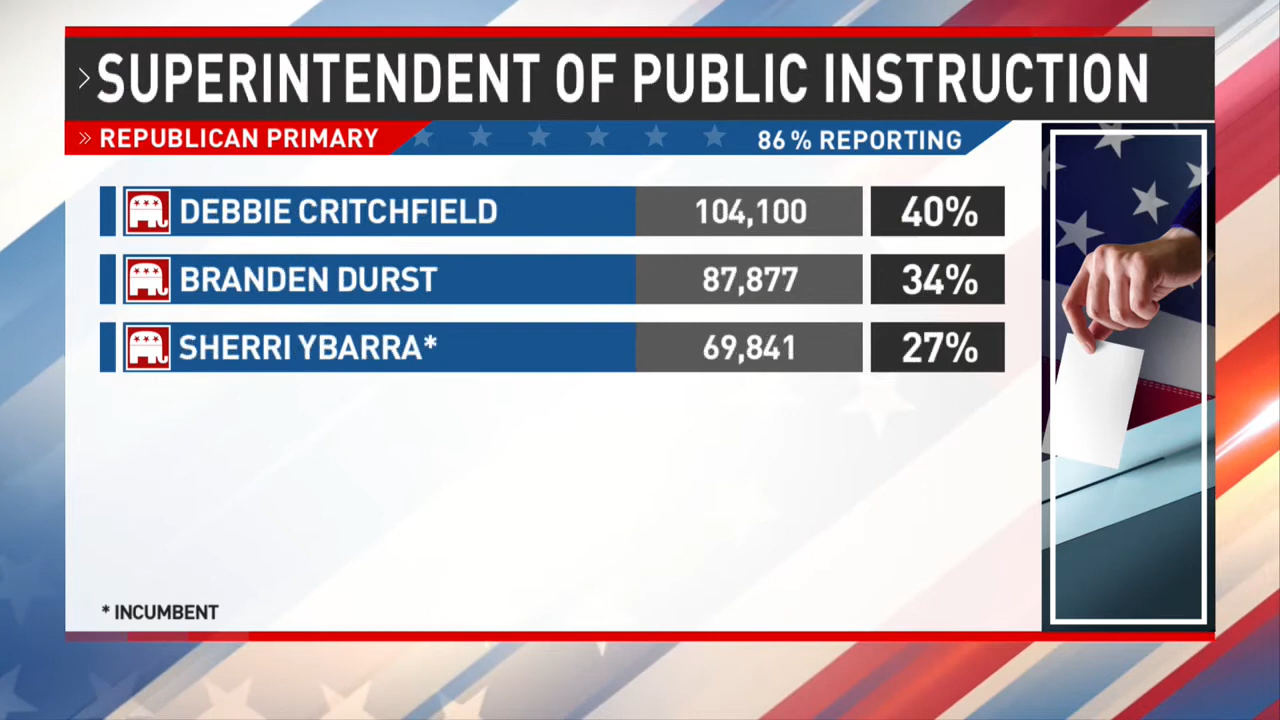 SUPERINTENDENT OF PUBLIC INSTRUCTION
» REPUBLICAN PRIMARY 86% REPORTING
DEBBIE CRITCHFIELD 104,100 40%
BRANDEN DURST 87,877 34%
SHERRI YBARRA* 69,841 27%
* INCUMBENT